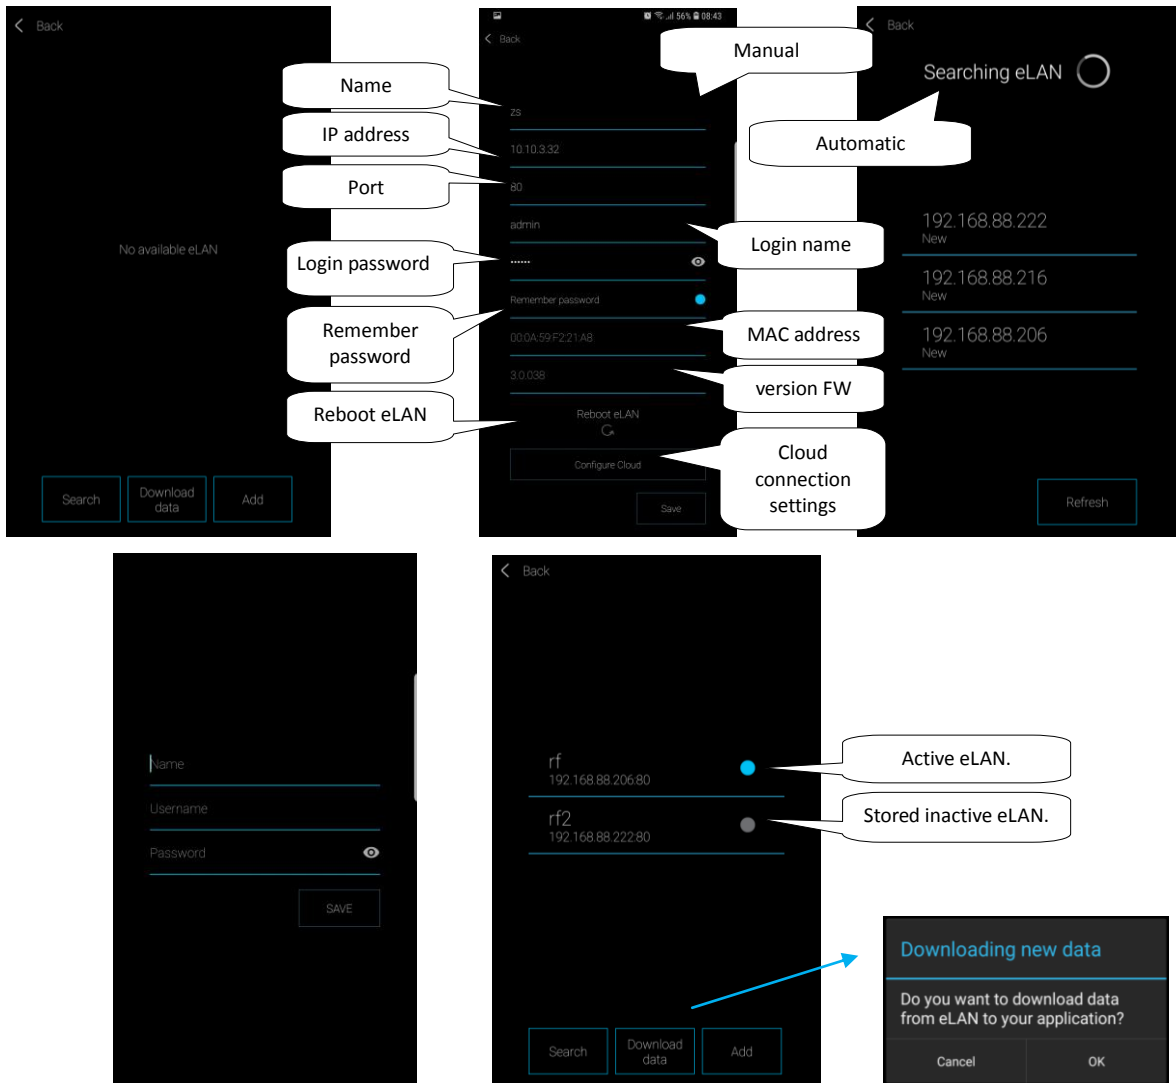 Back
No available eLAN
Search
Download
data
Add
56% 08:43
Back
Manual
Name
zs
IP address
10.10.3.32
Port
80
admin
Login name
Login password
••••••
Remember password
Remember
password
00:0A:59:F2:21:A8
MAC address
3.0.038
version FW
Reboot eLAN
Reboot eLAN
Configure Cloud
Cloud
connection
settings
Save
Back
Searching eLAN
Automatic
192.168.88.222
New
192.168.88.216
New
192.168.88.206
New
Refresh
Name
Username
Password
SAVE
Back
rf
192.168.88.206:80
Active eLAN.
rf2
192.168.88.222:80
Stored inactive eLAN.
Search
Download
data
Add
Downloading new data
Do you want to download data
from eLAN to your application?
Cancel
OK